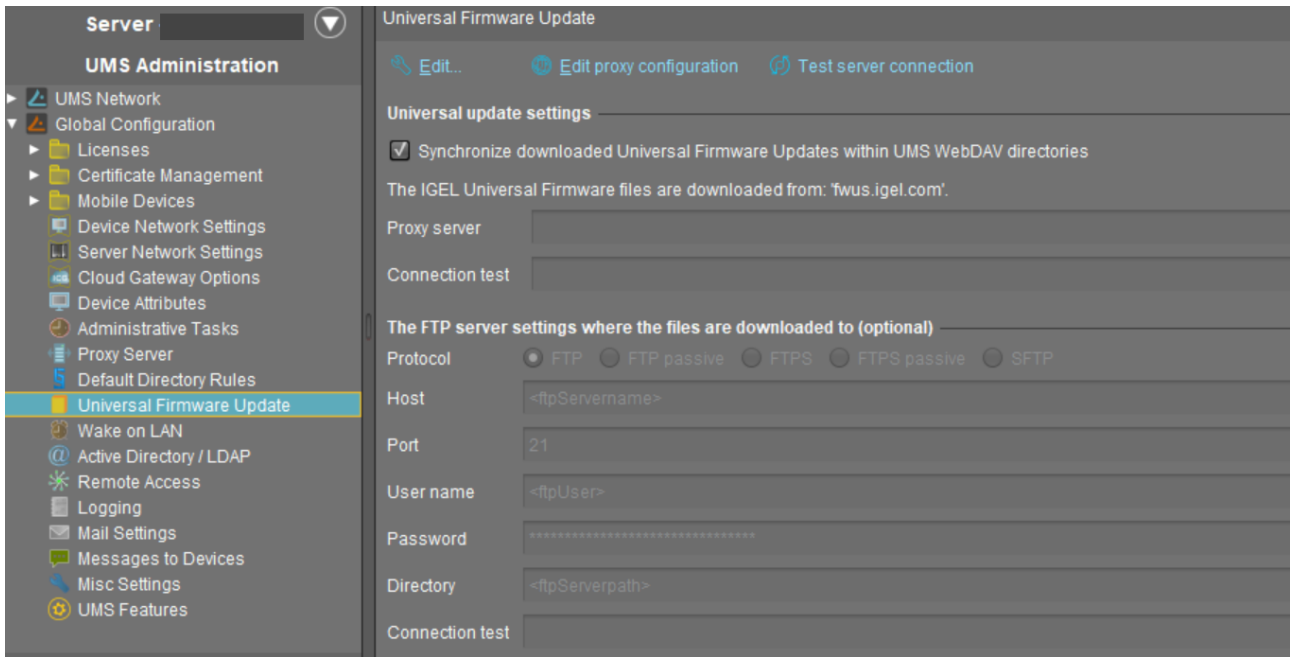 Server
UMS Administration
UMS Network
Global Configuration
Licenses
Certificate Management
Mobile Devices
Device Network Settings
Server Network Settings
Cloud Gateway Options
Device Attributes
Administrative Tasks
Proxy Server
Default Directory Rules
Universal Firmware Update
Wake on LAN
Active Directory / LDAP
Remote Access
Logging
Mail Settings
Messages to Devices
Misc Settings
UMS Features
Universal Firmware Update
Edit... Edit proxy configuration Test server connection
Universal update settings
Synchronize downloaded Universal Firmware Updates within UMS WebDAV directories
The IGEL Universal Firmware files are downloaded from: 'fwus.igel.com'.
Proxy server
Connection test
The FTP server settings where the files are downloaded to (optional)
Protocol FTP FTP passive FTPS FTPS passive SFTP
Host <ftpServername>
Port 21
User name <ftpUser>
Password ********************************
Directory <ftpServerpath>
Connection test